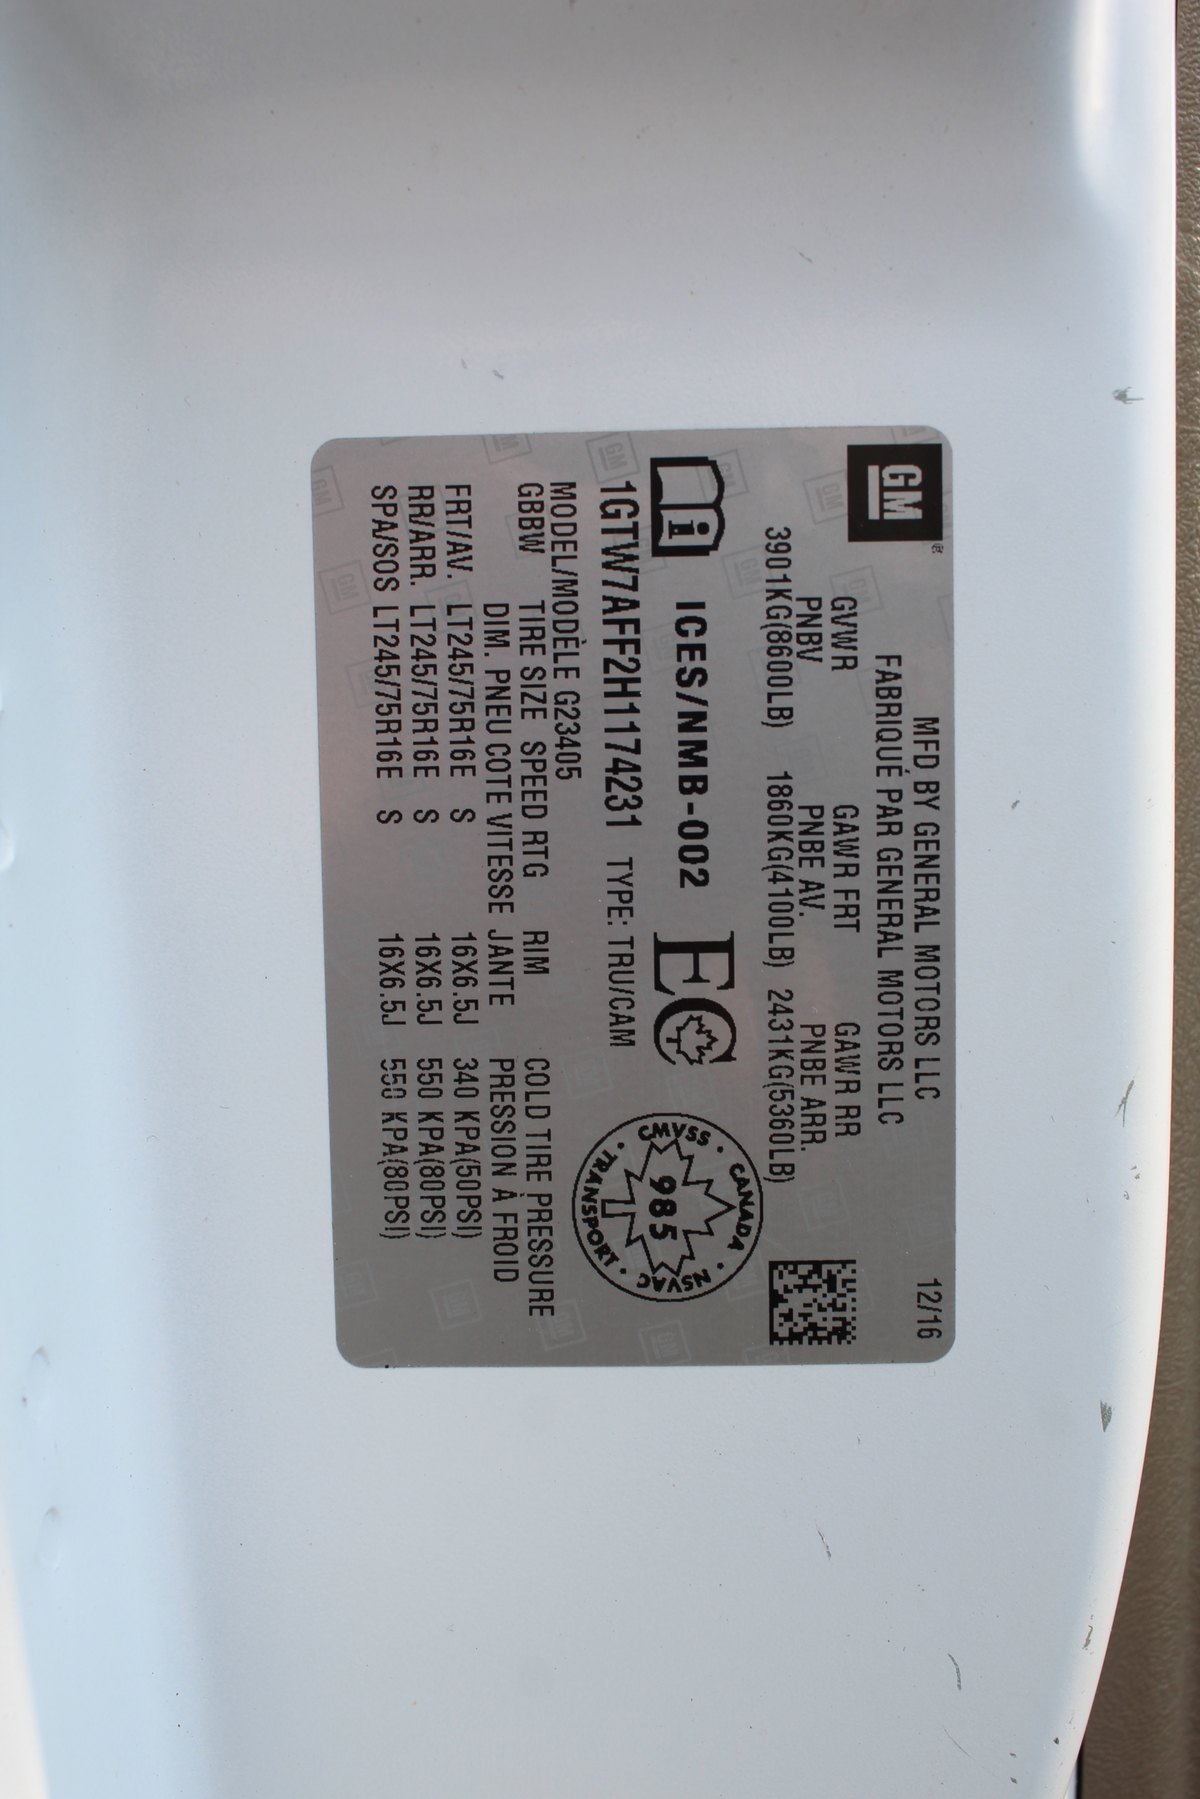 GM
MFD BY GENERAL MOTORS LLC 12/16
FABRIQUÉ PAR GENERAL MOTORS LLC
GVWR GAWR FRT GAWR RR
PNBV PNBE AV. PNBE ARR.
3901KG(8600LB) 1860KG(4100LB) 2431KG(5360LB)
i ICES/NMB-002 EC
CANADA · NSVAC · TRANSPORT · CMVSS ·
985
1GTW7AFF2H1174231 TYPE: TRU/CAM
MODEL/MODÈLE G23405
GBBW TIRE SIZE SPEED RTG RIM COLD TIRE PRESSURE
DIM. PNEU COTE VITESSE JANTE PRESSION À FROID
FRT/AV. LT245/75R16E S 16X6.5J 340 KPA(50PSI)
RR/ARR. LT245/75R16E S 16X6.5J 550 KPA(80PSI)
SPA/SOS LT245/75R16E S 16X6.5J 550 KPA(80PSI)